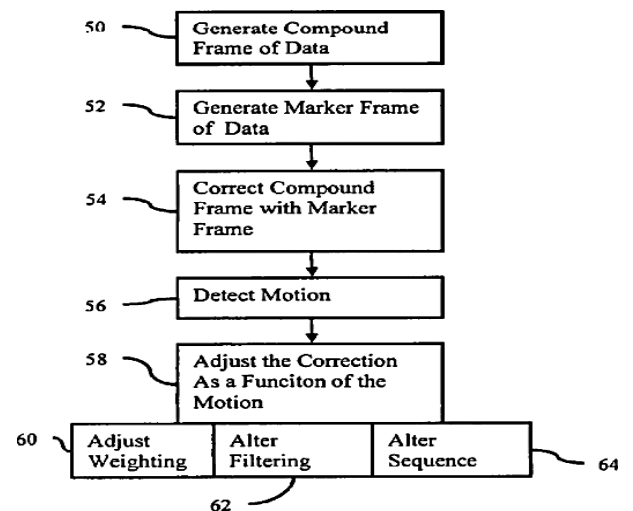 50
Generate Compound
Frame of Data
52
Generate Marker Frame
of Data
54
Correct Compound
Frame with Marker
Frame
56
Detect Motion
58
Adjust the Correction
As a Funciton of the
Motion
60
Adjust
Weighting
Alter
Filtering
Alter
Sequence
62
64